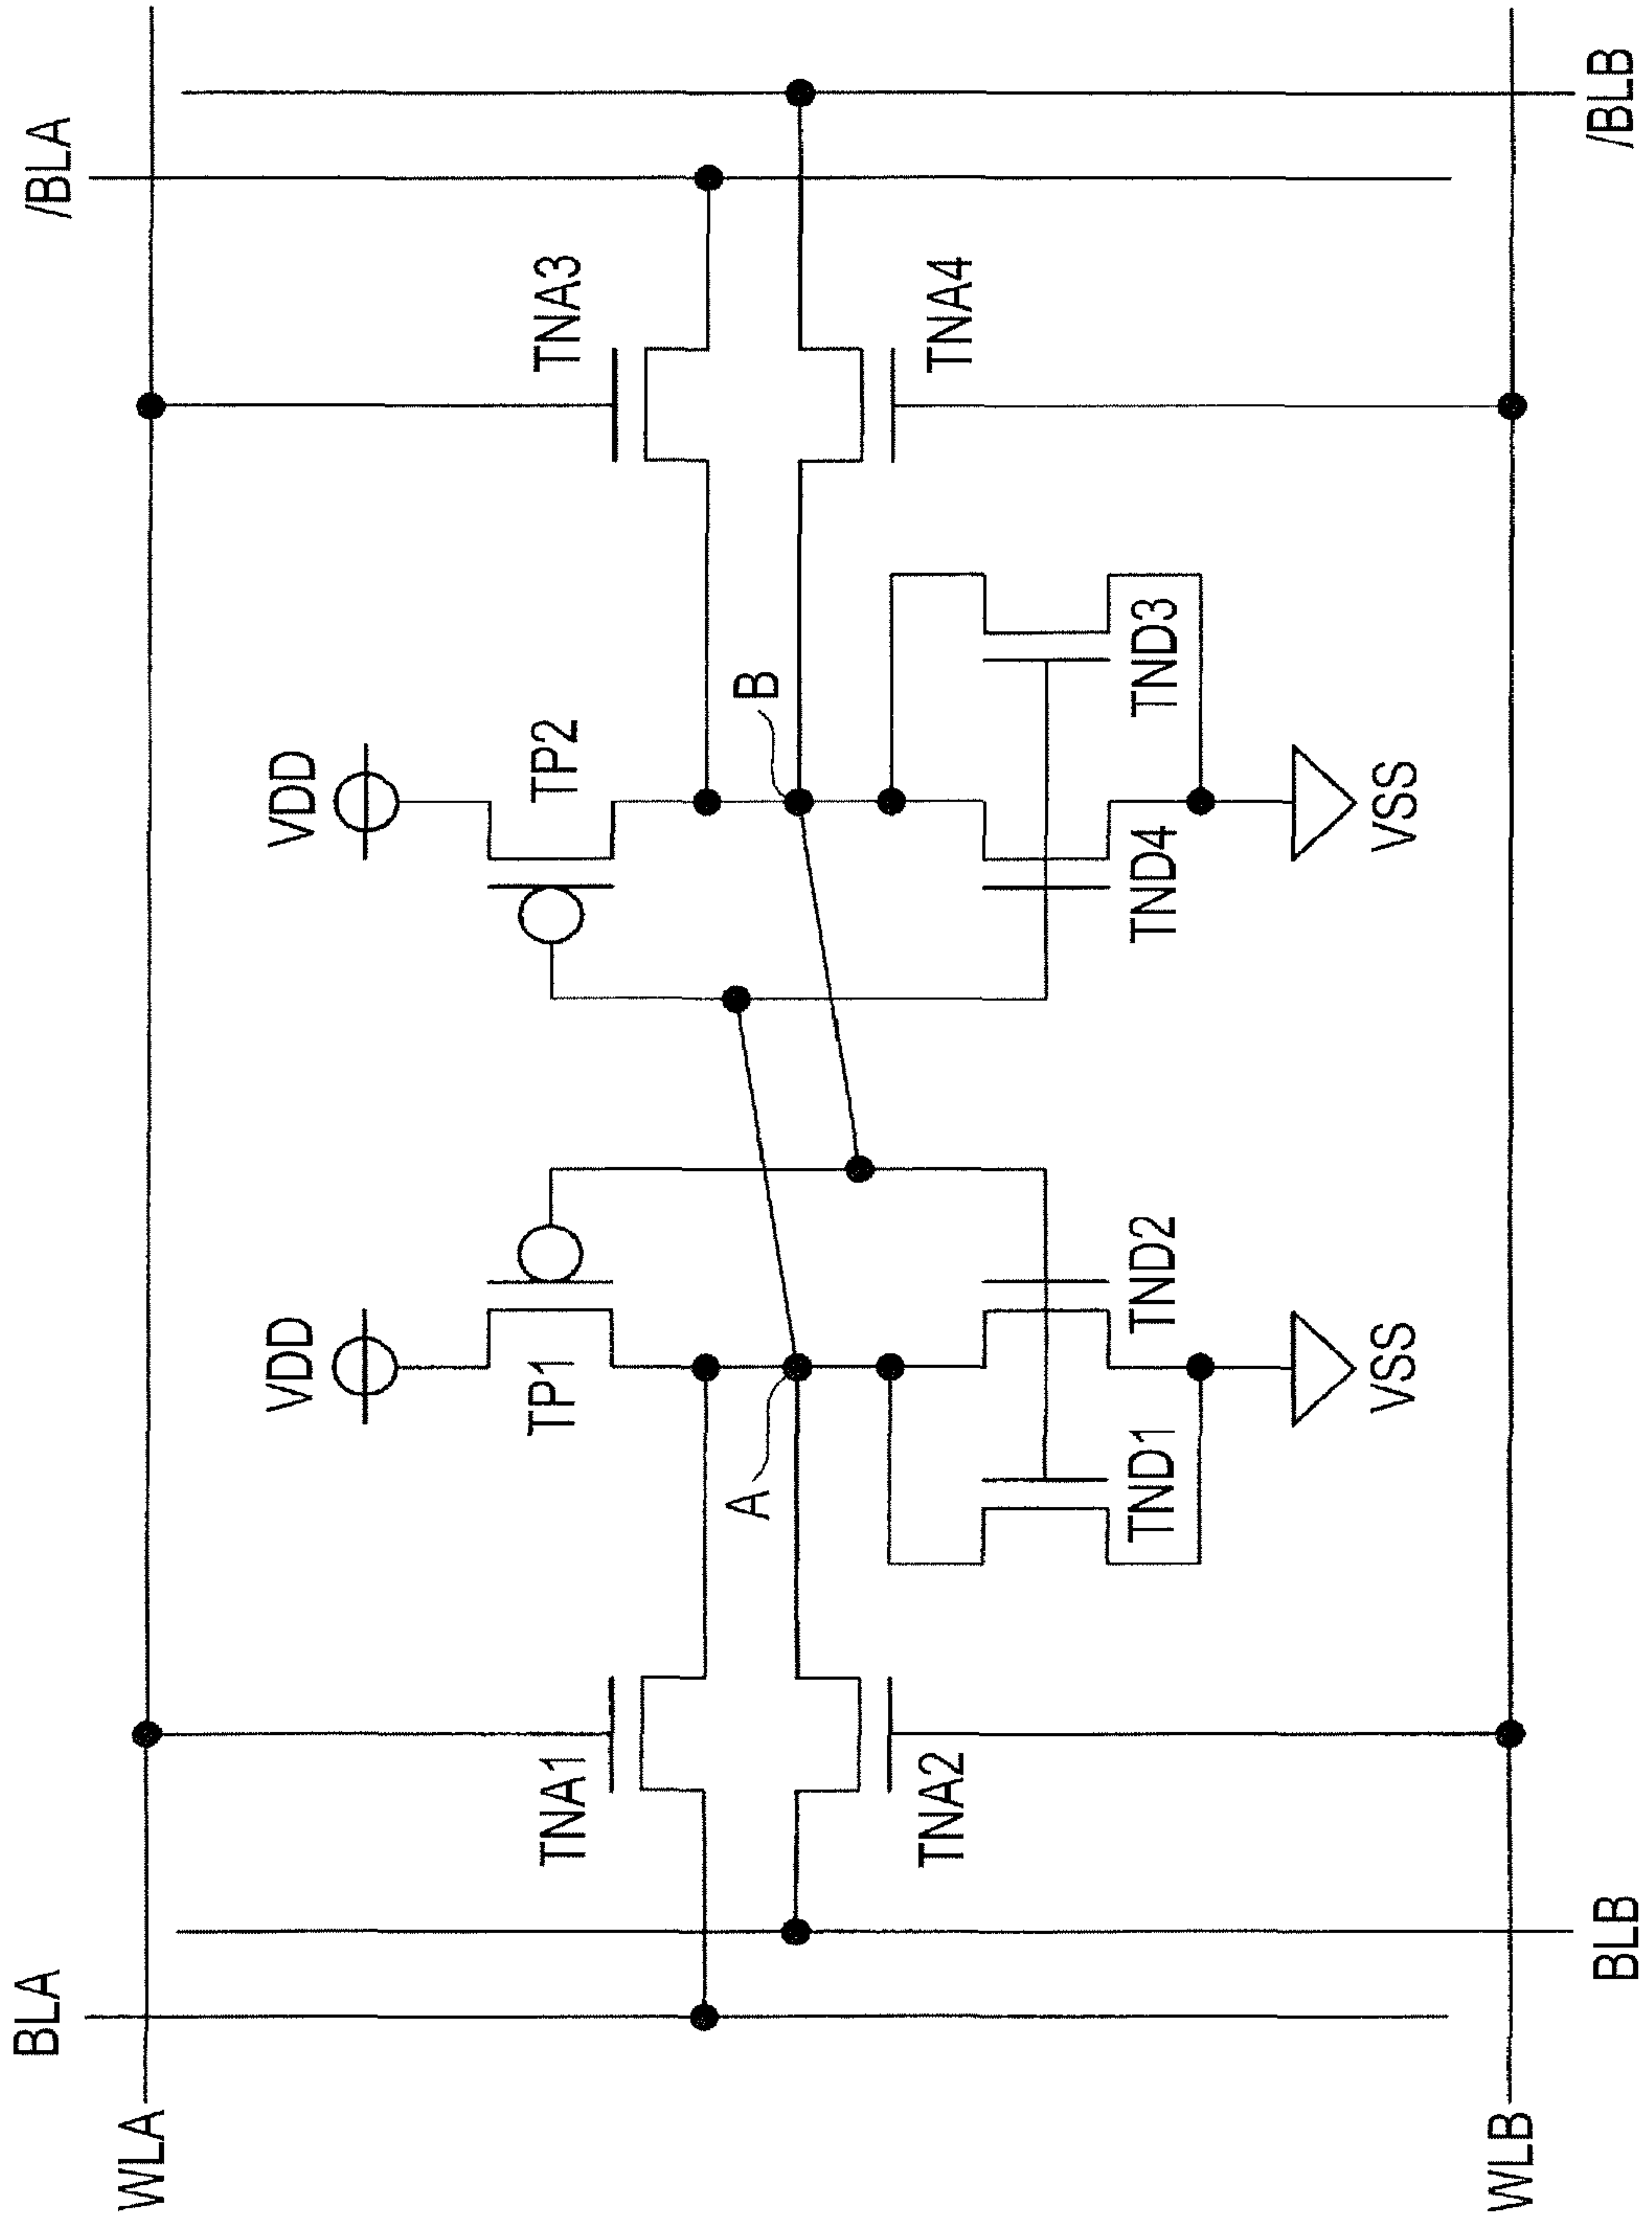 BLA
/BLA
WLA
VDD
VDD
TNA1
TP1
TP2
TNA3
A
B
TNA2
TNA4
TND1
TND2
TND4
TND3
VSS
VSS
WLB
BLB
/BLB